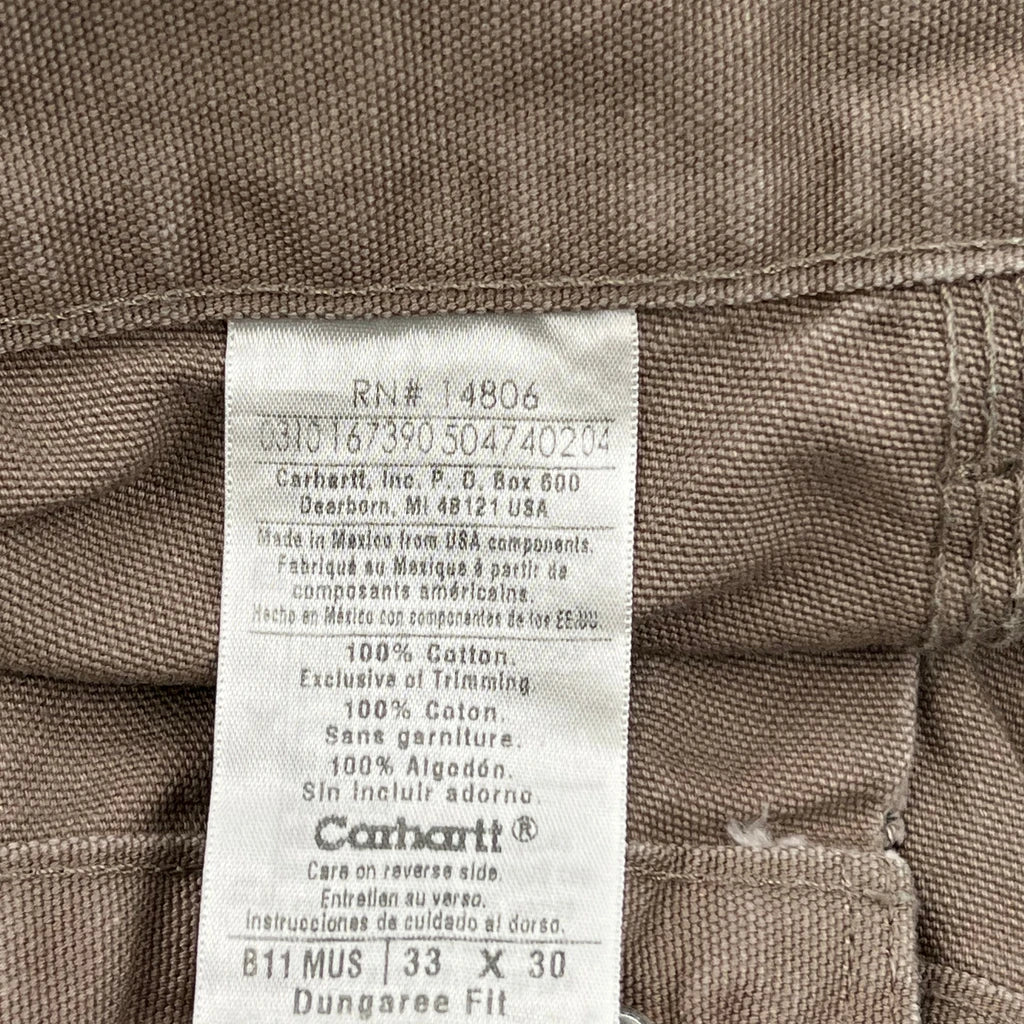 RN# 14806
0310167390504740204
Carhartt, Inc. P. O. Box 600
Dearborn, MI 48121 USA
Made in Mexico from USA components.
Fabriqué au Mexique à partir de
composants américains.
Hecho en México con componentes de los EE.UU.
100% Cotton.
Exclusive of Trimming
100% Coton.
Sans garniture.
100% Algodón.
Sin incluir adorno.
Carhartt®
Care on reverse side.
Entretien au verso.
Instrucciones de cuidado al dorso.
B11 MUS | 33 X 30
Dungaree Fit